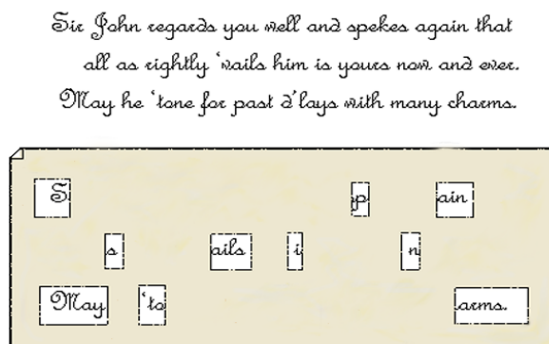 Sir John regards you well and spekes again that
all as rightly 'vails him is yours now and ever.
May he 'tone for past d'lays with many charms.
S p ain
s ails i n
May 'to arms.